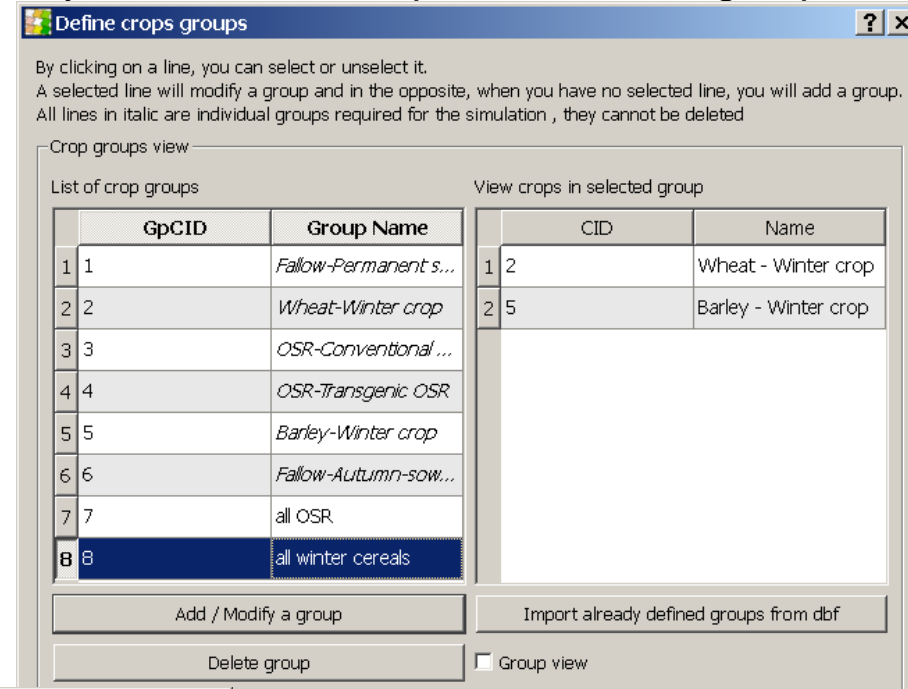 Define crops groups ? ×
By clicking on a line, you can select or unselect it.
A selected line will modify a group and in the opposite, when you have no selected line, you will add a group.
All lines in italic are individual groups required for the simulation , they cannot be deleted
Crop groups view
List of crop groups
GpCID Group Name
1 1 Fallow-Permanent s...
2 2 Wheat-Winter crop
3 3 OSR-Conventional ...
4 4 OSR-Transgenic OSR
5 5 Barley-Winter crop
6 6 Fallow-Autumn-sow...
7 7 all OSR
8 8 all winter cereals
View crops in selected group
CID Name
1 2 Wheat - Winter crop
2 5 Barley - Winter crop
Add / Modify a group
Import already defined groups from dbf
Delete group
Group view